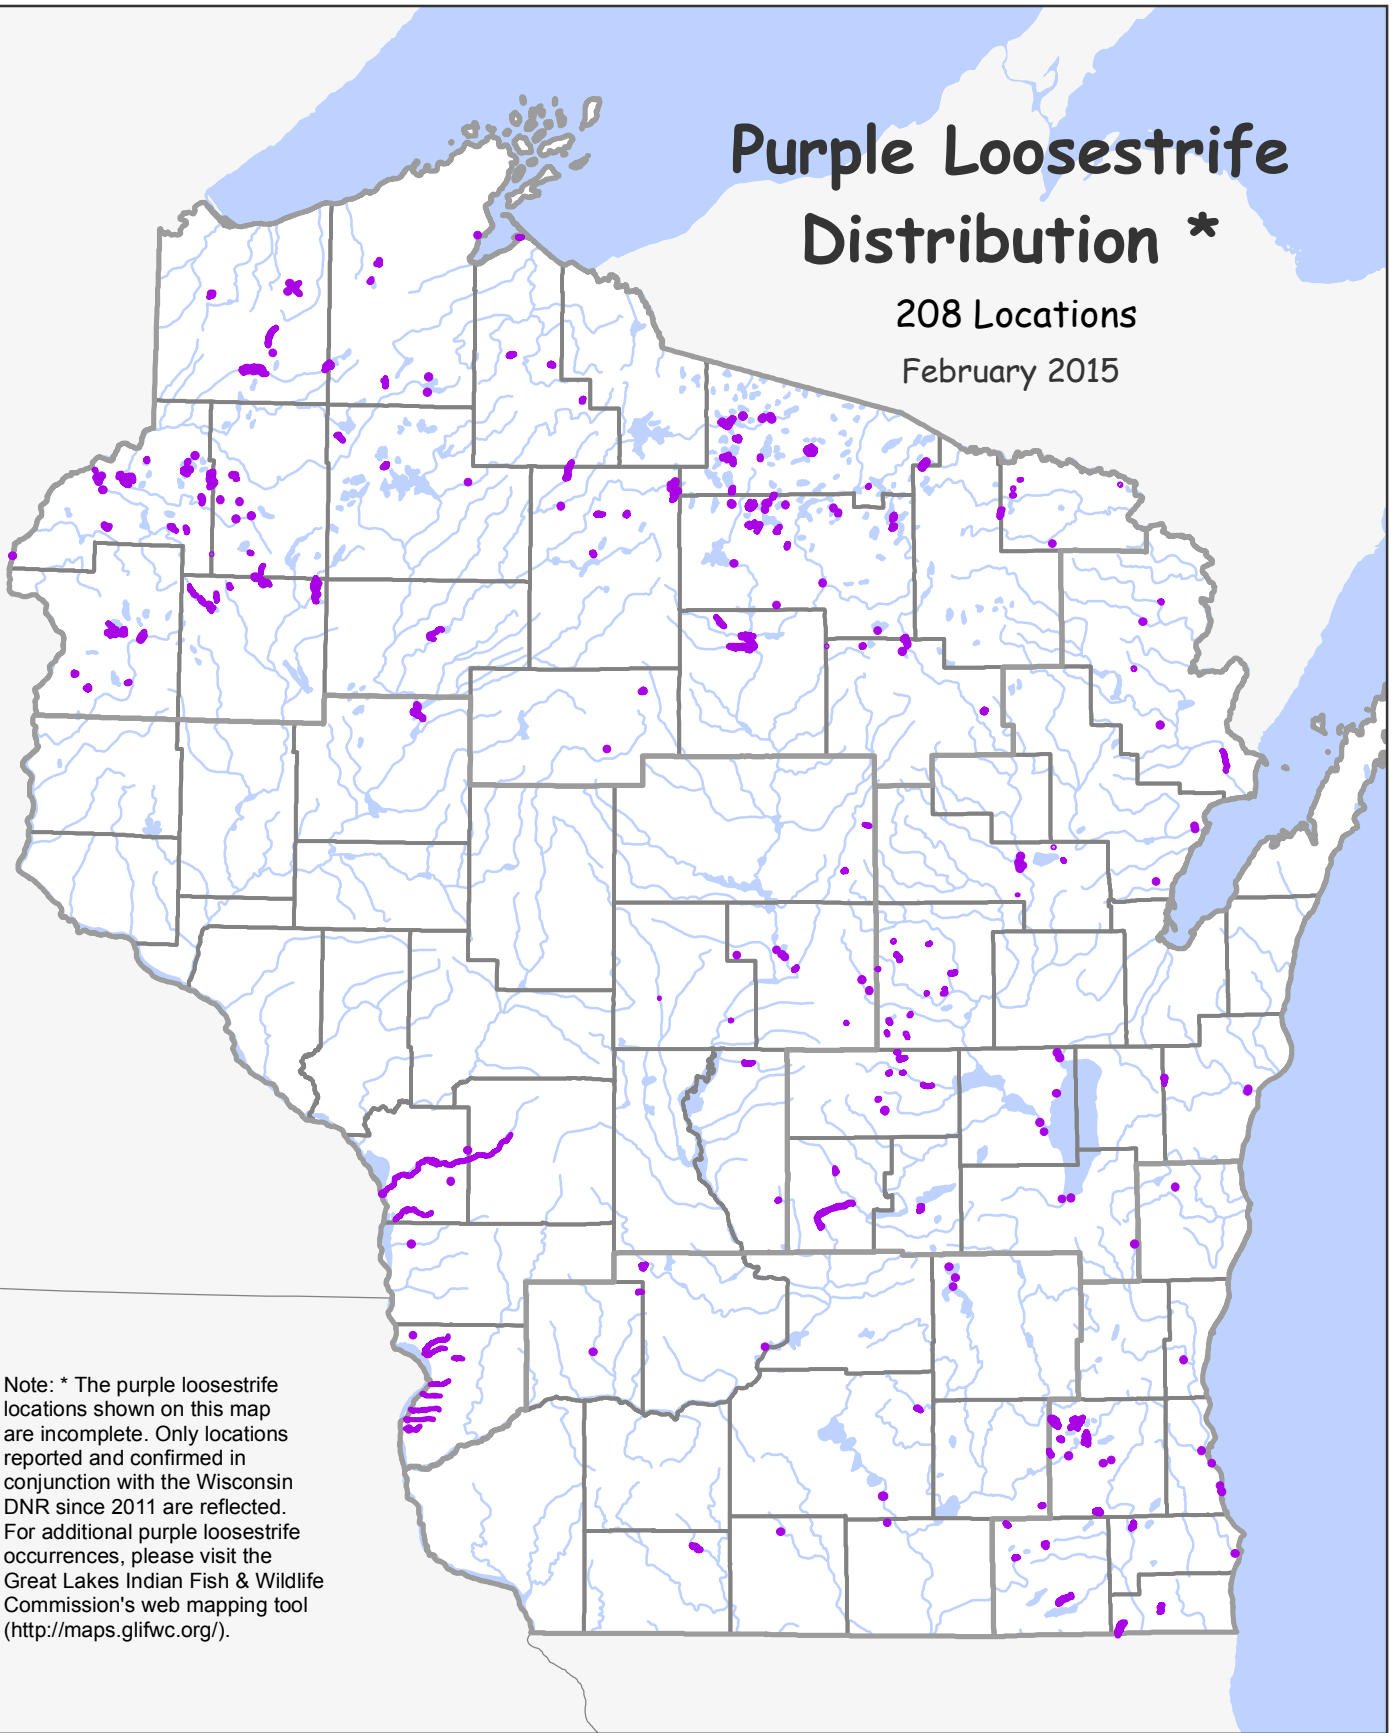 Purple Loosestrife
Distribution *
208 Locations
February 2015
Note: * The purple loosestrife
locations shown on this map
are incomplete. Only locations
reported and confirmed in
conjunction with the Wisconsin
DNR since 2011 are reflected.
For additional purple loosestrife
occurrences, please visit the
Great Lakes Indian Fish & Wildlife
Commission's web mapping tool
(http://maps.glifwc.org/).